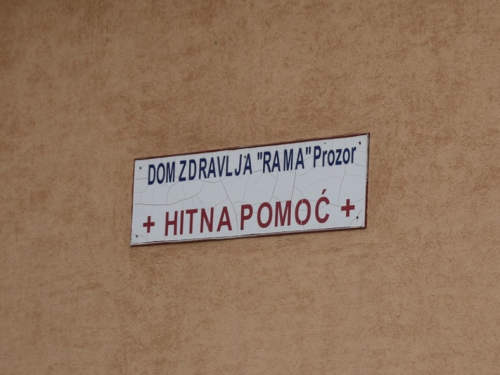 DOM ZDRAVLJA "RAMA" Prozor
+ HITNA POMOĆ +